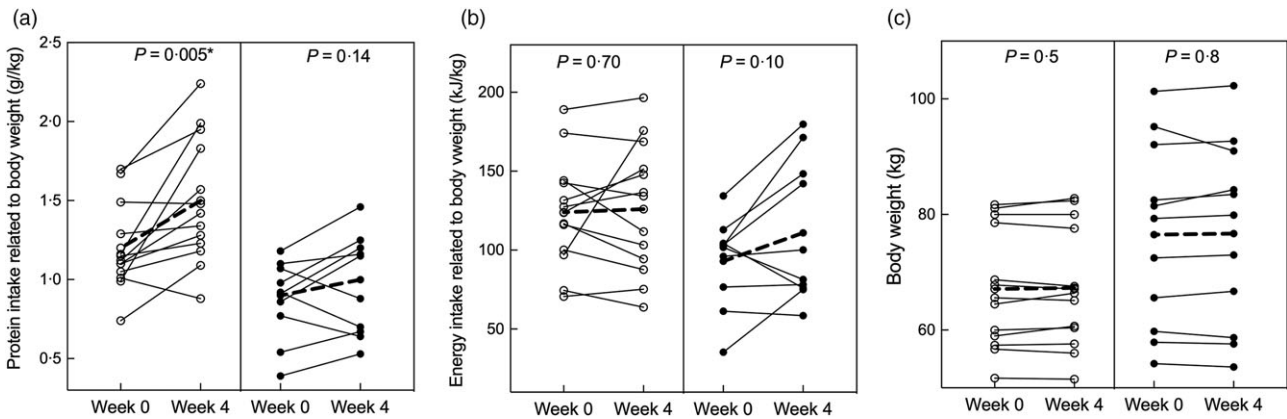 (a)
Protein intake related to body weight (g//kg)
2·5
2·0
1·5
1·0
0·5
P = 0·005*
P = 0·14
Week 0 Week 4 Week 0 Week 4
(b)
Energy intake related to body vweight (kJ/kg)
200
150
100
50
P = 0·70
P = 0·10
Week 0 Week 4 Week 0 Week 4
(c)
Body weight (kg)
100
80
60
P = 0·5
P = 0·8
Week 0 Week 4 Week 0 Week 4